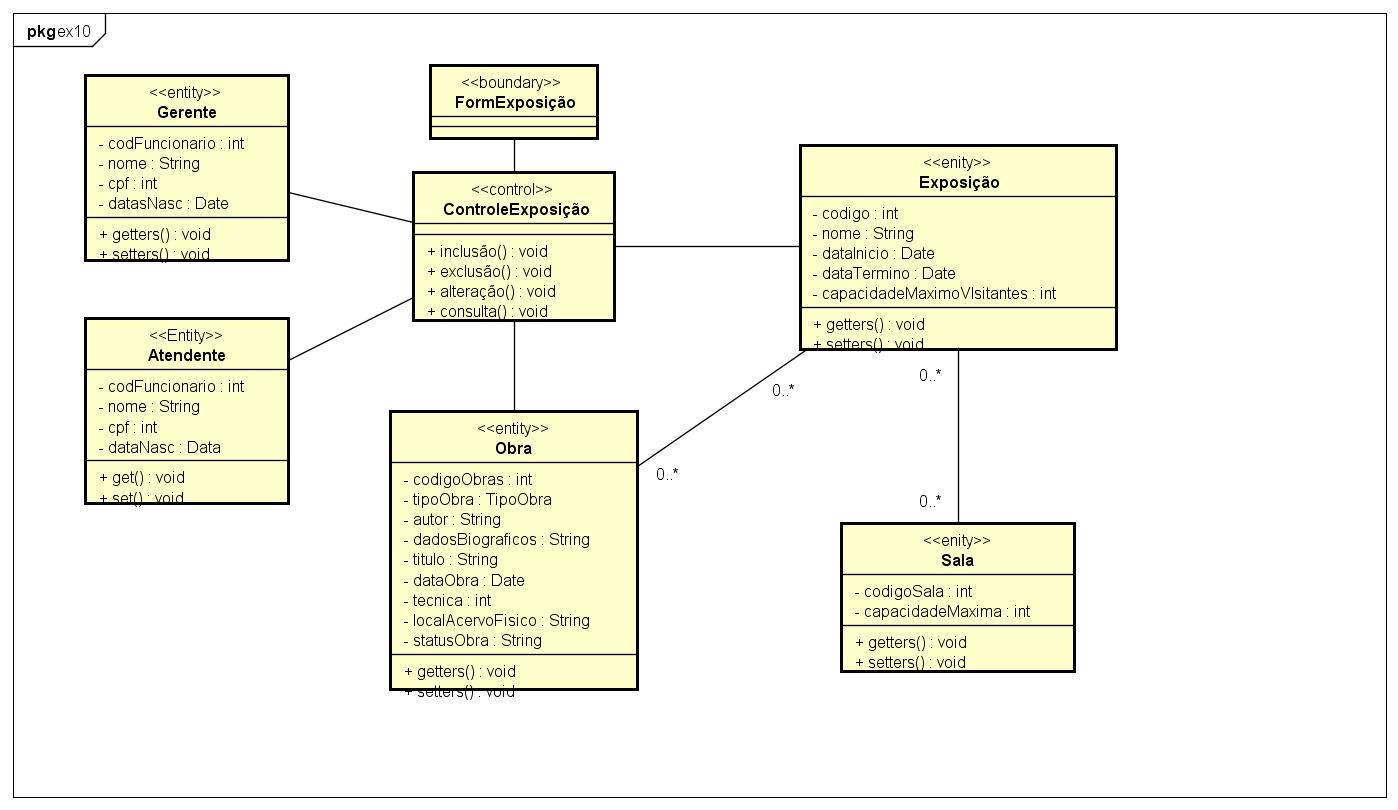 pkg ex10
<<entity>>
Gerente
- codFuncionario : int
- nome : String
- cpf : int
- datasNasc : Date
+ getters() : void
+ setters() : void
<<boundary>>
FormExposição
<<control>>
ControleExposição
+ inclusão() : void
+ exclusão() : void
+ alteração() : void
+ consulta() : void
<<enity>>
Exposição
- codigo : int
- nome : String
- dataInicio : Date
- dataTermino : Date
- capacidadeMaximoVIsitantes : int
+ getters() : void
+ setters() : void
<<Entity>>
Atendente
- codFuncionario : int
- nome : String
- cpf : int
- dataNasc : Data
+ get() : void
+ set() : void
0..*
0..*
0..*
0..*
<<entity>>
Obra
- codigoObras : int
- tipoObra : TipoObra
- autor : String
- dadosBiograficos : String
- titulo : String
- dataObra : Date
- tecnica : int
- localAcervoFisico : String
- statusObra : String
+ getters() : void
+ setters() : void
<<enity>>
Sala
- codigoSala : int
- capacidadeMaxima : int
+ getters() : void
+ setters() : void